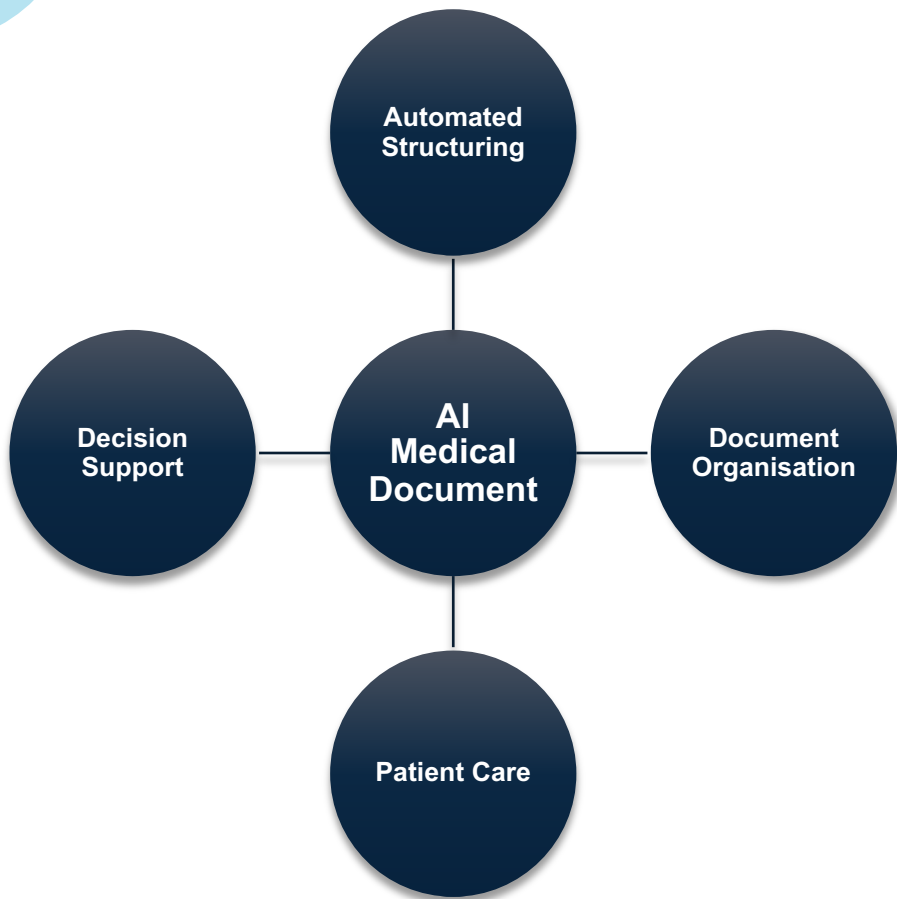 Automated
Structuring
Decision
Support
AI
Medical
Document
Document
Organisation
Patient Care